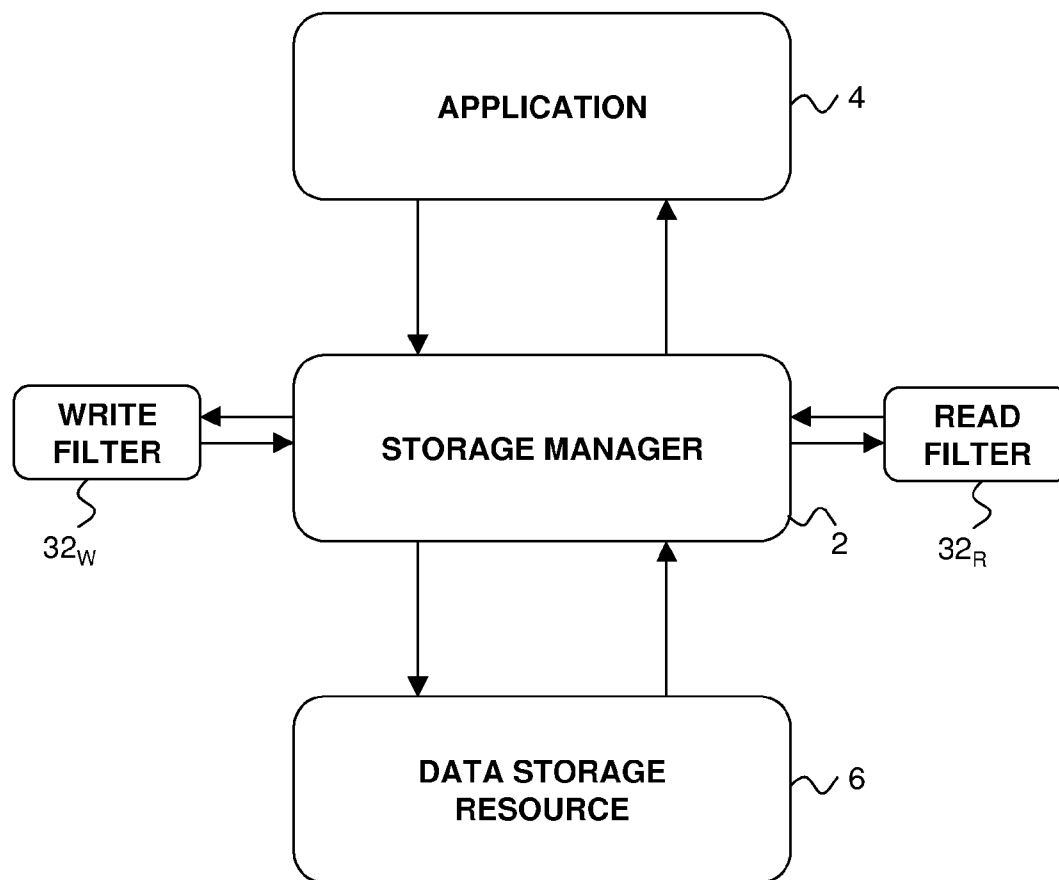 APPLICATION
4
WRITE
FILTER
STORAGE MANAGER
READ
FILTER
32W
2
32R
DATA STORAGE
RESOURCE
6